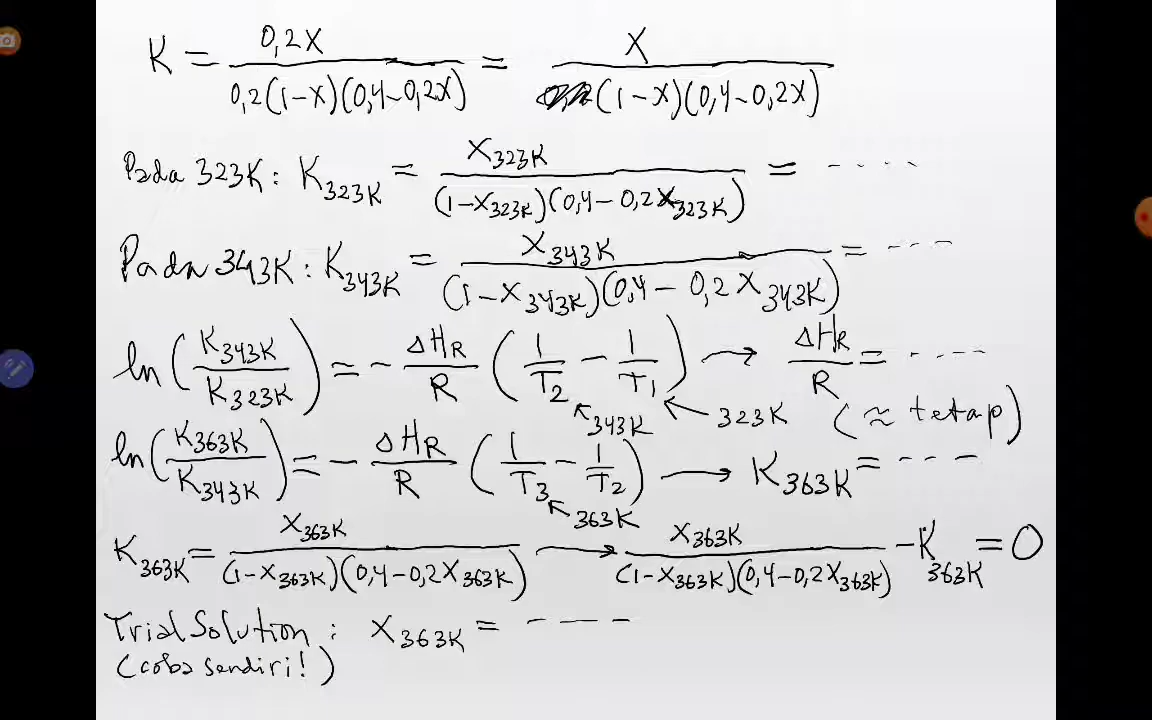 K = 0,2X / 0,2(1-X)(0,4-0,2X) = X / (1-X)(0,4-0,2X)
Pada 323K : K323K = X323K / (1-X323K)(0,4-0,2X323K) = ....
Pada 343K : K343K = X343K / (1-X343K)(0,4-0,2X343K) = ----
ln(K343K / K323K) = - ΔHR / R (1/T2 - 1/T1) → ΔHR / R = ----
343K 323K (≈ tetap)
ln(K363K / K343K) = - ΔHR / R (1/T3 - 1/T2) → K363K = ---
363K
K363K = X363K / (1-X363K)(0,4-0,2X363K) → X363K / (1-X363K)(0,4-0,2X363K) - K363K = 0
Trial Solution : X363K = ----
(coba sendiri!)